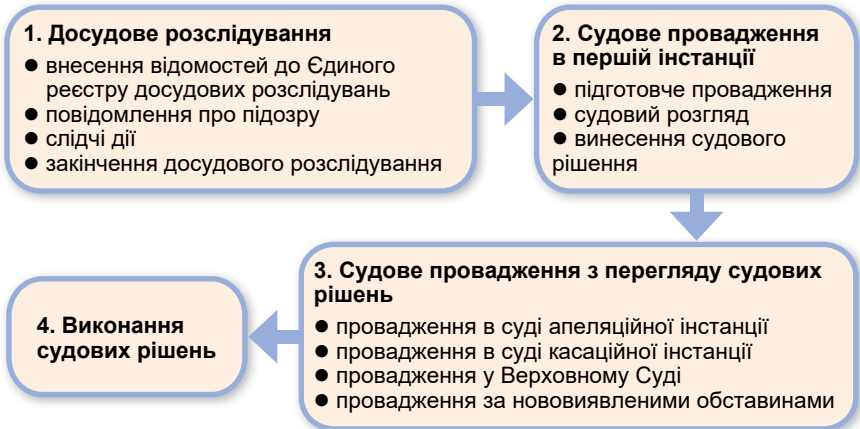 1. Досудове розслідування
● внесення відомостей до Єдиного
реєстру досудових розслідувань
● повідомлення про підозру
● слідчі дії
● закінчення досудового розслідування
2. Судове провадження
в першій інстанції
● підготовче провадження
● судовий розгляд
● винесення судового
рішення
3. Судове провадження з перегляду судових
рішень
● провадження в суді апеляційної інстанції
● провадження в суді касаційної інстанції
● провадження у Верховному Суді
● провадження за нововиявленими обставинами
4. Виконання
судових рішень